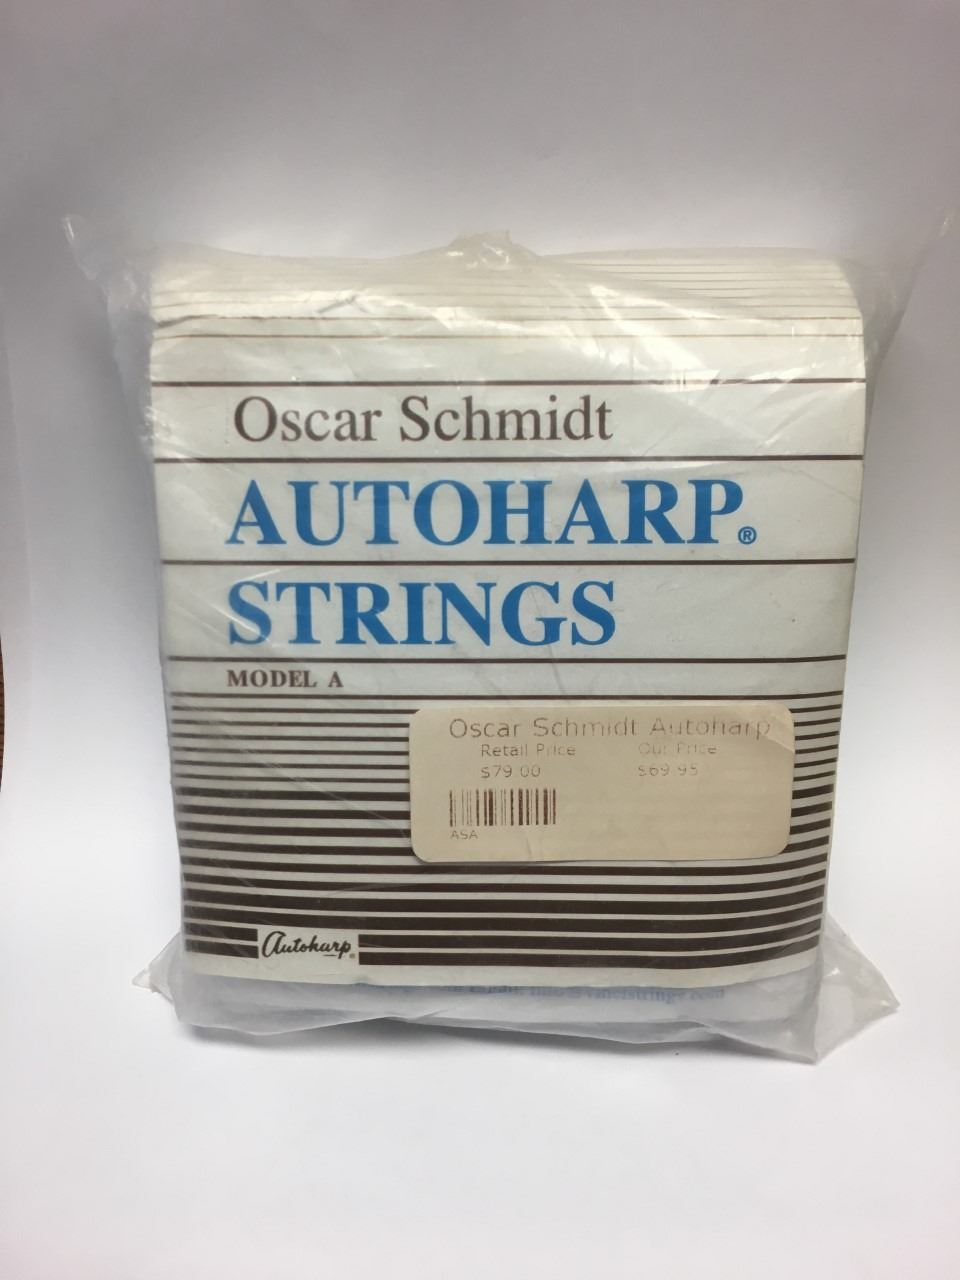 Oscar Schmidt
AUTOHARP®
STRINGS
MODEL A
Oscar Schmidt Autoharp
Retail Price Our Price
$79.00 $69.95
ASA
Autoharp®